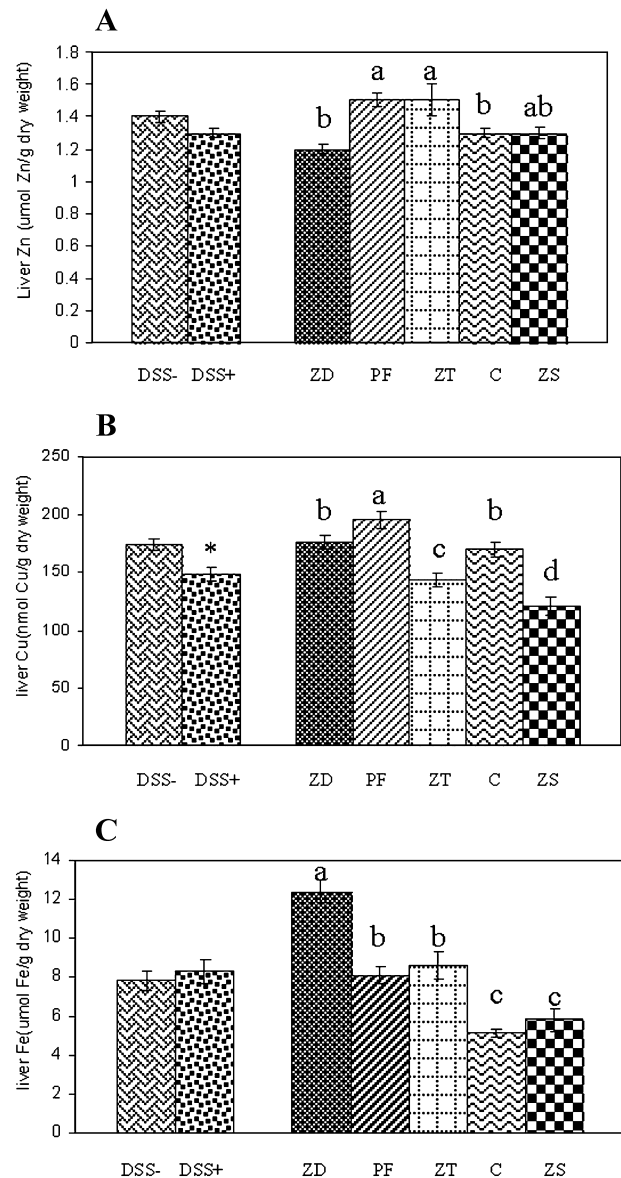 A
Liver Zn (umol Zn/g dry weight)
1.8
1.6
1.4
1.2
1
0.8
0.6
0.4
0.2
0
b
a
a
b
ab
DSS- DSS+ ZD PF ZT C ZS
B
liver Cu(nmol Cu/g dry weight)
250
200
150
100
50
0
*
b
a
c
b
d
DSS- DSS+ ZD PF ZT C ZS
C
liver Fe(umol Fe/g dry weight)
14
12
10
8
6
4
2
0
a
b
b
c
c
DSS- DSS+ ZD PF ZT C ZS